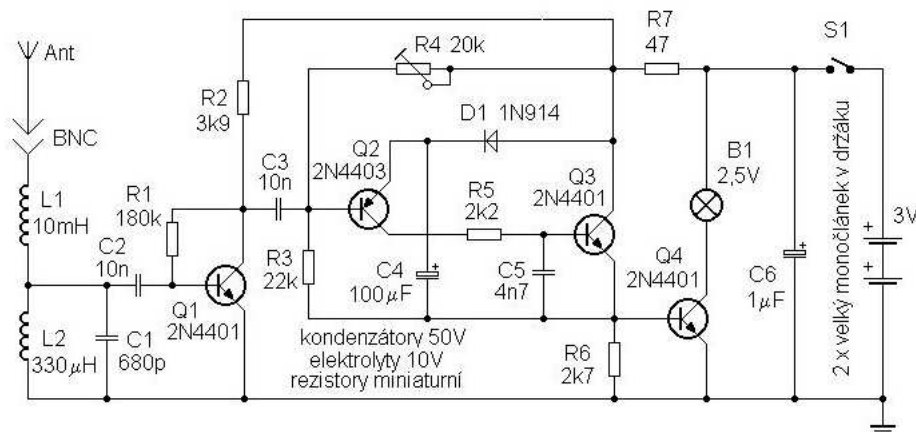 Ant
BNC
L1
10mH
L2
330µH
C1
680p
C2
10n
R1
180k
R2
3k9
Q1
2N4401
C3
10n
R3
22k
R4 20k
Q2
2N4403
D1 1N914
C4
100µF
R5
2k2
C5
4n7
Q3
2N4401
R6
2k7
R7
47
Q4
2N4401
B1
2,5V
C6
1µF
S1
3V
+
+
2 x velký monočlánek v držáku
kondenzátory 50V
elektrolyty 10V
rezistory miniaturní